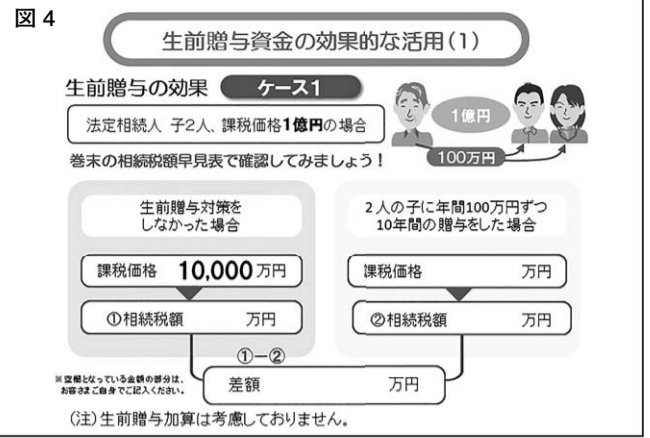 図4
生前贈与資金の効果的な活用(1)
生前贈与の効果 ケース1
法定相続人 子2人、課税価格1億円の場合
1億円
100万円
巻末の相続税額早見表で確認してみましょう!
生前贈与対策を
しなかった場合
課税価格 10,000万円
①相続税額 万円
2人の子に年間100万円ずつ
10年間の贈与をした場合
課税価格 万円
②相続税額 万円
①−②
差額 万円
※空欄となっている金額の部分は、
お客さまご自身でご記入ください。
(注)生前贈与加算は考慮しておりません。